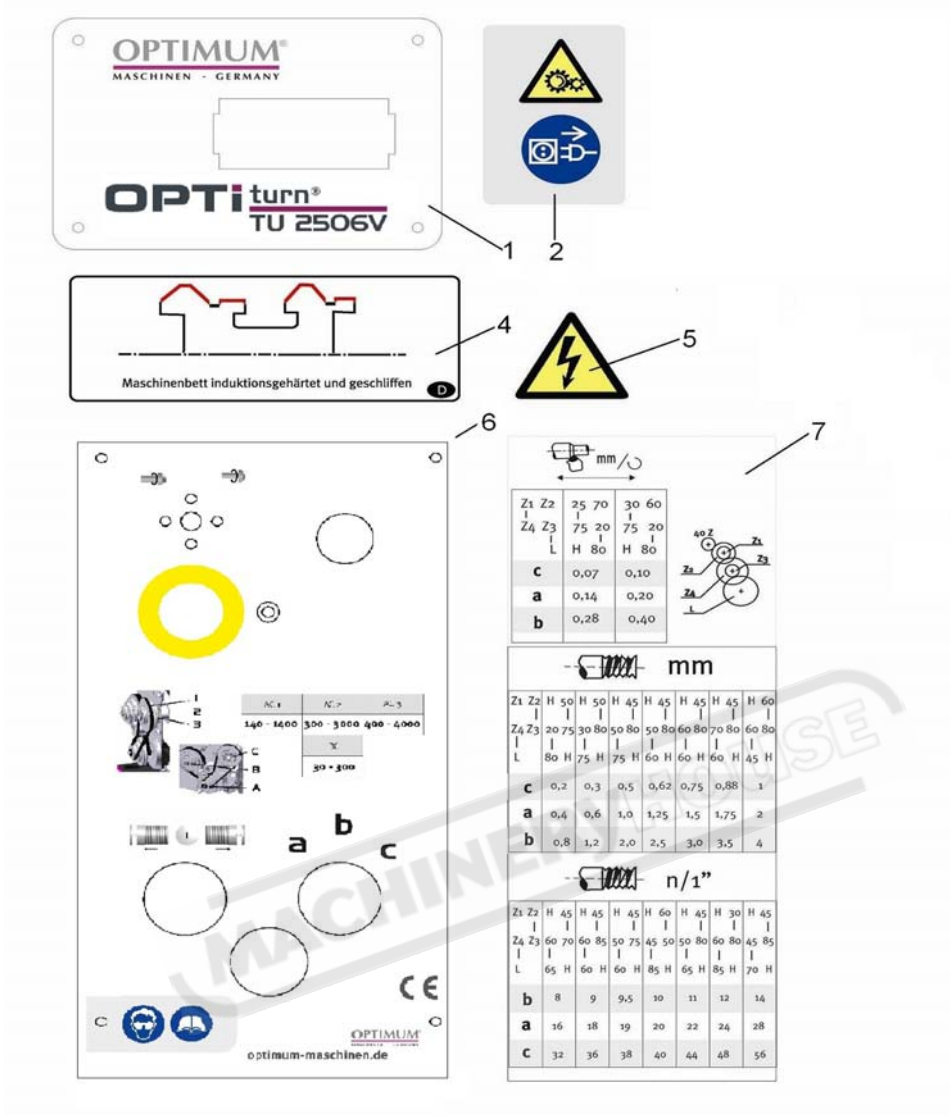 OPTIMUM®
MASCHINEN - GERMANY
OPTi turn®
TU 2506V
1
2
Maschinenbett induktionsgehärtet und geschliffen
D
4
5
6
1
2
3
140 - 1400 300 - 3000 400 - 4000
30 - 300
C
B
A
a b c
CE
OPTIMUM®
MASCHINEN - GERMANY
optimum-maschinen.de
7
mm/
Z1 Z2 25 70 30 60
Z4 Z3 75 20 75 20
L H 80 H 80
c 0,07 0,10
a 0,14 0,20
b 0,28 0,40
40 Z
Z1
Z2
Z3
Z4
L
mm
Z1 Z2 H 50 H 50 H 45 H 45 H 45 H 45 H 60
Z4 Z3 20 75 30 80 50 80 50 80 60 80 70 80 60 80
L 80 H 75 H 75 H 60 H 60 H 60 H 45 H
c 0,2 0,3 0,5 0,62 0,75 0,88 1
a 0,4 0,6 1,0 1,25 1,5 1,75 2
b 0,8 1,2 2,0 2,5 3,0 3,5 4
n/1”
Z1 Z2 H 45 H 45 H 45 H 60 H 45 H 30 H 45
Z4 Z3 60 70 60 85 50 75 45 50 50 80 60 80 45 85
L 65 H 60 H 60 H 85 H 65 H 85 H 70 H
b 8 9 9,5 10 11 12 14
a 16 18 19 20 22 24 28
c 32 36 38 40 44 48 56
MACHINERYHOUSE